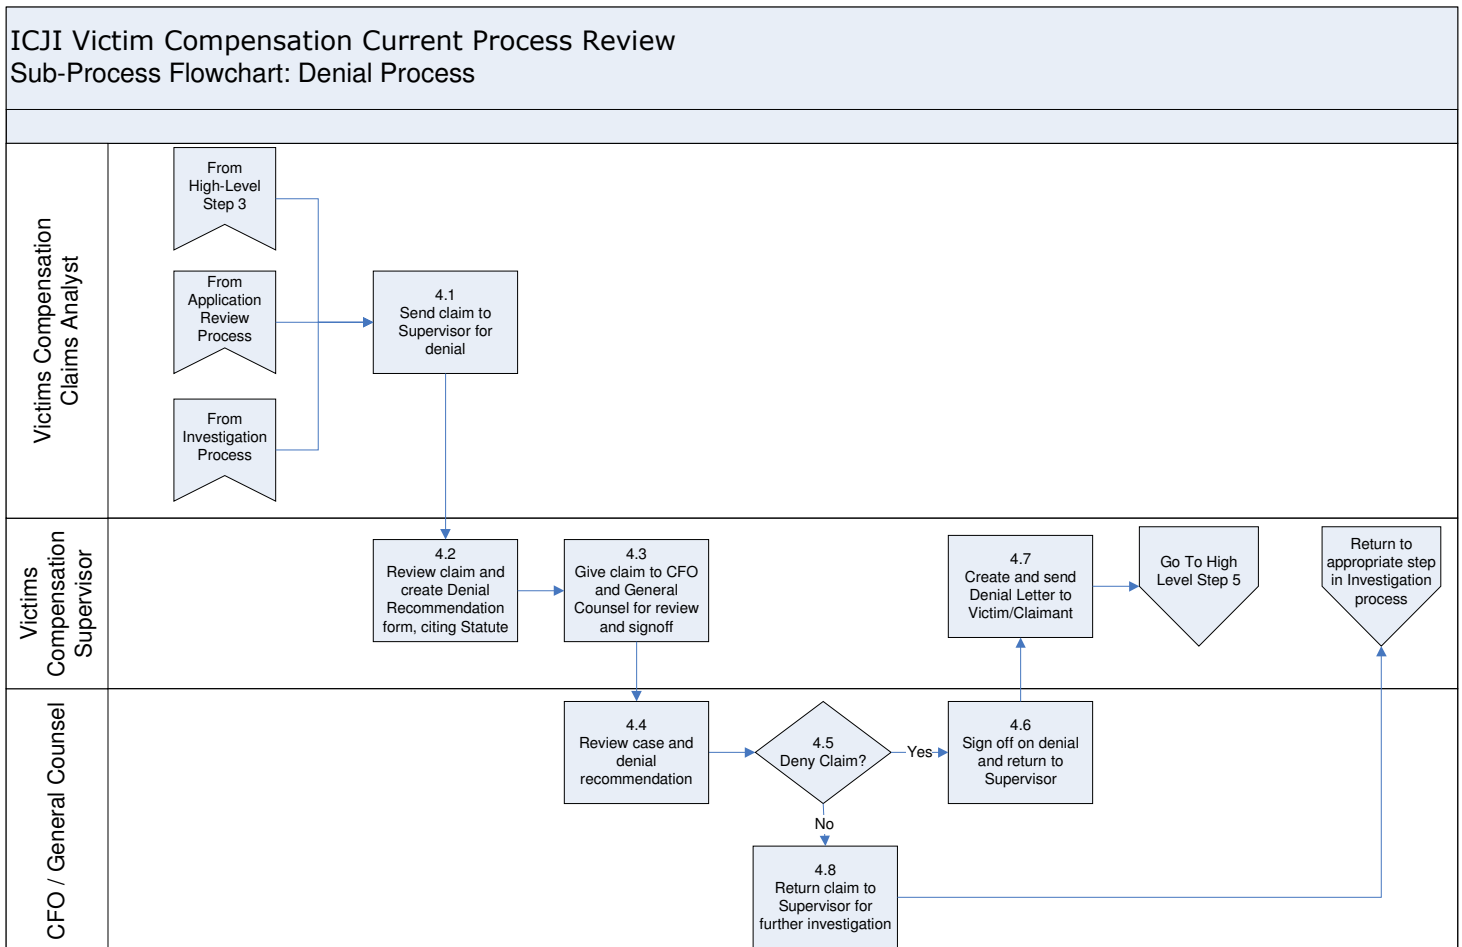 ICJI Victim Compensation Current Process Review
Sub-Process Flowchart: Denial Process
Victims Compensation
Claims Analyst
From
High-Level
Step 3
From
Application
Review
Process
From
Investigation
Process
4.1
Send claim to
Supervisor for
denial
Victims
Compensation
Supervisor
4.2
Review claim and
create Denial
Recommendation
form, citing Statute
4.3
Give claim to CFO
and General
Counsel for review
and signoff
4.7
Create and send
Denial Letter to
Victim/Claimant
Go To High
Level Step 5
Return to
appropriate step
in Investigation
process
CFO / General Counsel
4.4
Review case and
denial
recommendation
4.5
Deny Claim?
Yes
4.6
Sign off on denial
and return to
Supervisor
No
4.8
Return claim to
Supervisor for
further investigation